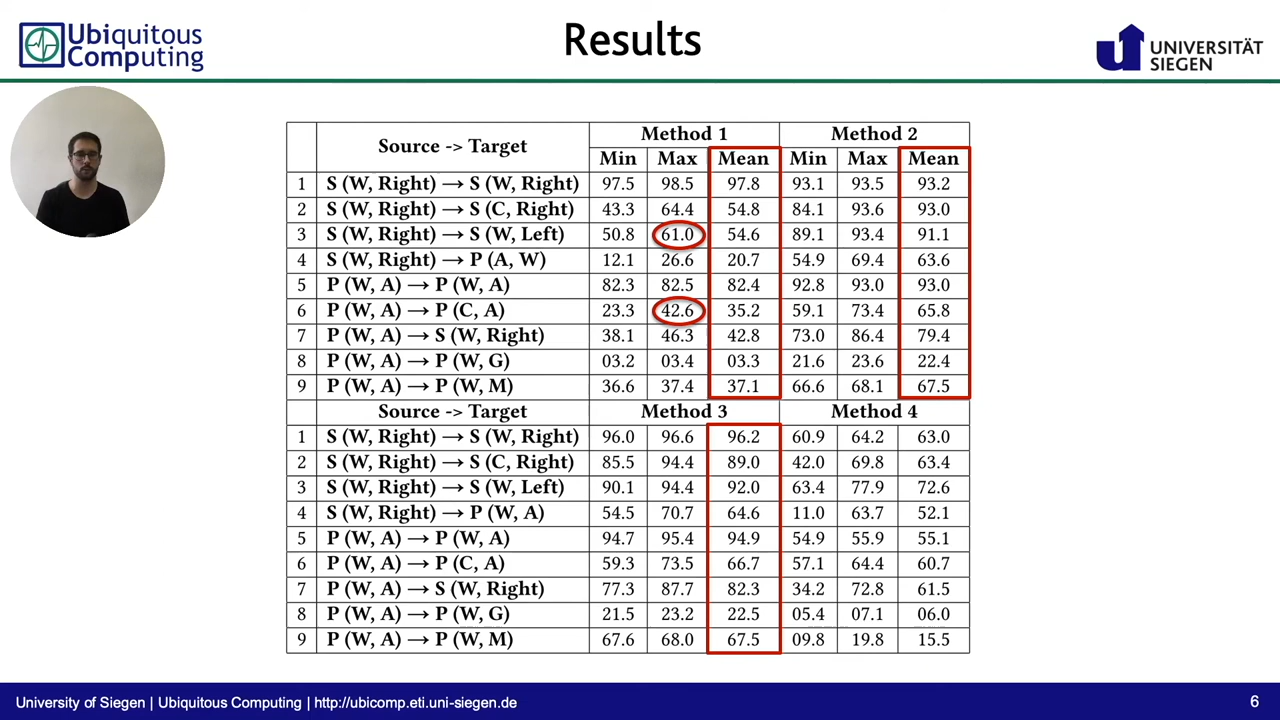 Ubiquitous
Computing
Results
UNIVERSITÄT
SIEGEN
Source -> Target Method 1 Method 2
Min Max Mean Min Max Mean
1 S (W, Right) → S (W, Right) 97.5 98.5 97.8 93.1 93.5 93.2
2 S (W, Right) → S (C, Right) 43.3 64.4 54.8 84.1 93.6 93.0
3 S (W, Right) → S (W, Left) 50.8 61.0 54.6 89.1 93.4 91.1
4 S (W, Right) → P (A, W) 12.1 26.6 20.7 54.9 69.4 63.6
5 P (W, A) → P (W, A) 82.3 82.5 82.4 92.8 93.0 93.0
6 P (W, A) → P (C, A) 23.3 42.6 35.2 59.1 73.4 65.8
7 P (W, A) → S (W, Right) 38.1 46.3 42.8 73.0 86.4 79.4
8 P (W, A) → P (W, G) 03.2 03.4 03.3 21.6 23.6 22.4
9 P (W, A) → P (W, M) 36.6 37.4 37.1 66.6 68.1 67.5
Source -> Target Method 3 Method 4
1 S (W, Right) → S (W, Right) 96.0 96.6 96.2 60.9 64.2 63.0
2 S (W, Right) → S (C, Right) 85.5 94.4 89.0 42.0 69.8 63.4
3 S (W, Right) → S (W, Left) 90.1 94.4 92.0 63.4 77.9 72.6
4 S (W, Right) → P (W, A) 54.5 70.7 64.6 11.0 63.7 52.1
5 P (W, A) → P (W, A) 94.7 95.4 94.9 54.9 55.9 55.1
6 P (W, A) → P (C, A) 59.3 73.5 66.7 57.1 64.4 60.7
7 P (W, A) → S (W, Right) 77.3 87.7 82.3 34.2 72.8 61.5
8 P (W, A) → P (W, G) 21.5 23.2 22.5 05.4 07.1 06.0
9 P (W, A) → P (W, M) 67.6 68.0 67.5 09.8 19.8 15.5
University of Siegen | Ubiquitous Computing | http://ubicomp.eti.uni-siegen.de
6